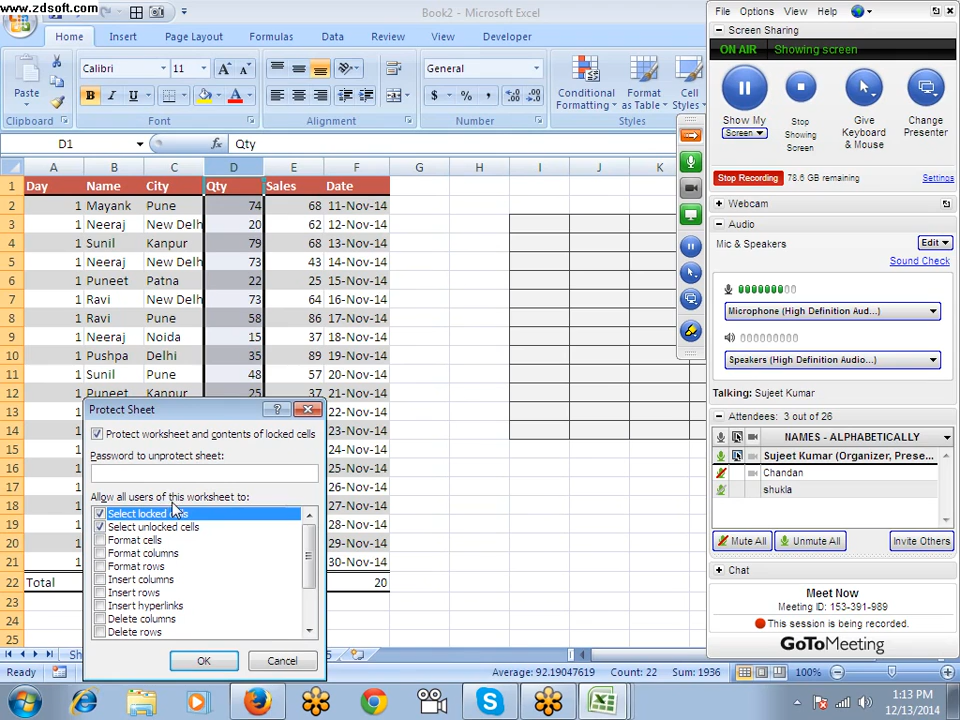 www.zdsoft.com
Book2 - Microsoft Excel
Home Insert Page Layout Formulas Data Review View Developer
Paste
Calibri 11
B I U
General
$ % ,
Conditional Formatting
Format as Table
Cell Styles
Clipboard Font Alignment Number Styles
D1 fx Qty
A B C D E F G H I J K
1 Day Name City Qty Sales Date
2 1 Mayank Pune 74 68 11-Nov-14
3 1 Neeraj New Delh 20 62 12-Nov-14
4 1 Sunil Kanpur 79 68 13-Nov-14
5 1 Neeraj New Delh 73 43 14-Nov-14
6 1 Puneet Patna 22 25 15-Nov-14
7 1 Ravi New Delh 73 64 16-Nov-14
8 1 Ravi Pune 58 86 17-Nov-14
9 1 Neeraj Noida 15 37 18-Nov-14
10 1 Pushpa Delhi 35 89 19-Nov-14
11 1 Sunil Pune 48 57 20-Nov-14
12 1 Puneet Kanpur 25 37 21-Nov-14
13 1 22-Nov-14
14 1 23-Nov-14
15 1 24-Nov-14
16 1 25-Nov-14
17 1 26-Nov-14
18 1 27-Nov-14
19 1 28-Nov-14
20 1 29-Nov-14
21 1 30-Nov-14
22 Total 20
23
24
25
Protect Sheet
Protect worksheet and contents of locked cells
Password to unprotect sheet:
Allow all users of this worksheet to:
Select locked cells
Select unlocked cells
Format cells
Format columns
Format rows
Insert columns
Insert rows
Insert hyperlinks
Delete columns
Delete rows
OK Cancel
Ready Average: 92.19047619 Count: 22 Sum: 1936 100%
File Options View Help
Screen Sharing
ON AIR Showing screen
Show My Screen
Stop Showing Screen
Give Keyboard & Mouse
Change Presenter
Stop Recording 78.6 GB remaining Settings
Webcam
Audio
Mic & Speakers Edit
Sound Check
Microphone (High Definition Aud...)
Speakers (High Definition Audio...)
Talking: Sujeet Kumar
Attendees: 3 out of 26
NAMES - ALPHABETICALLY
Sujeet Kumar (Organizer, Prese...
Chandan
shukla
Mute All Unmute All Invite Others
Chat
Meet Now
Meeting ID: 153-391-989
This session is being recorded.
GoToMeeting
1:13 PM
12/13/2014